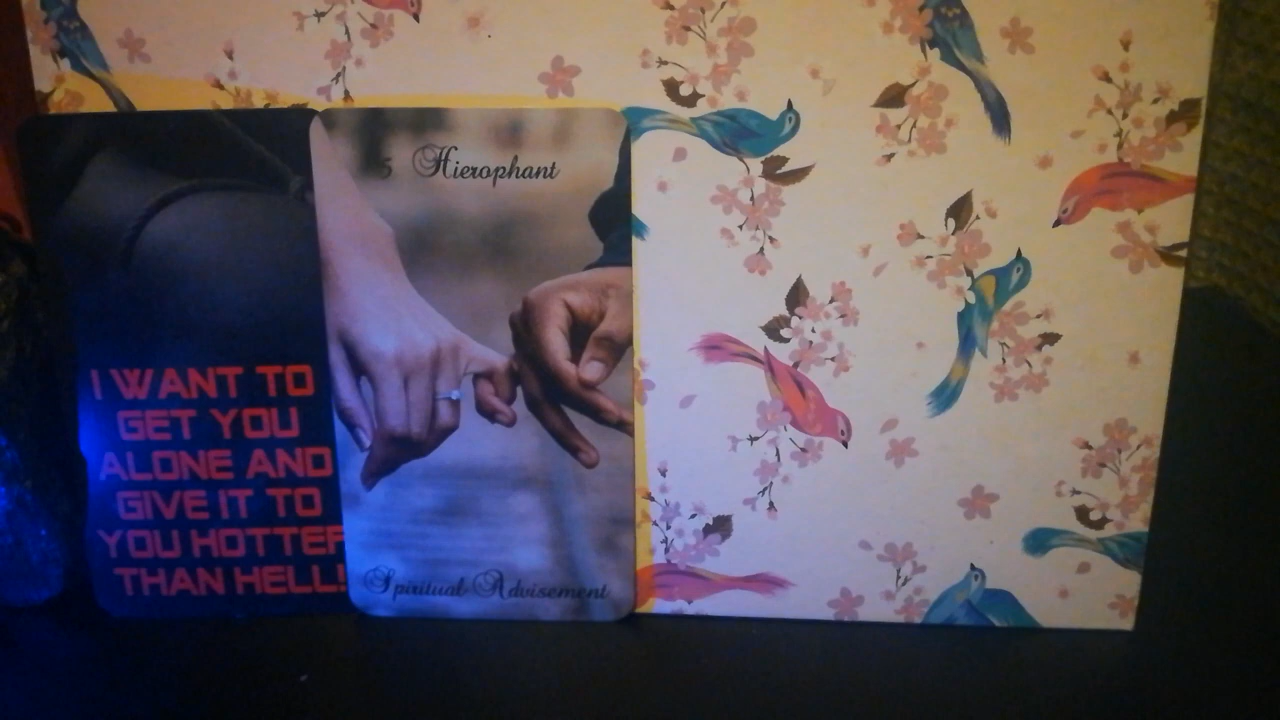 I WANT TO
GET YOU
ALONE AND
GIVE IT TO
YOU HOTTER
THAN HELL!
5 Hierophant
Spiritual Advisement